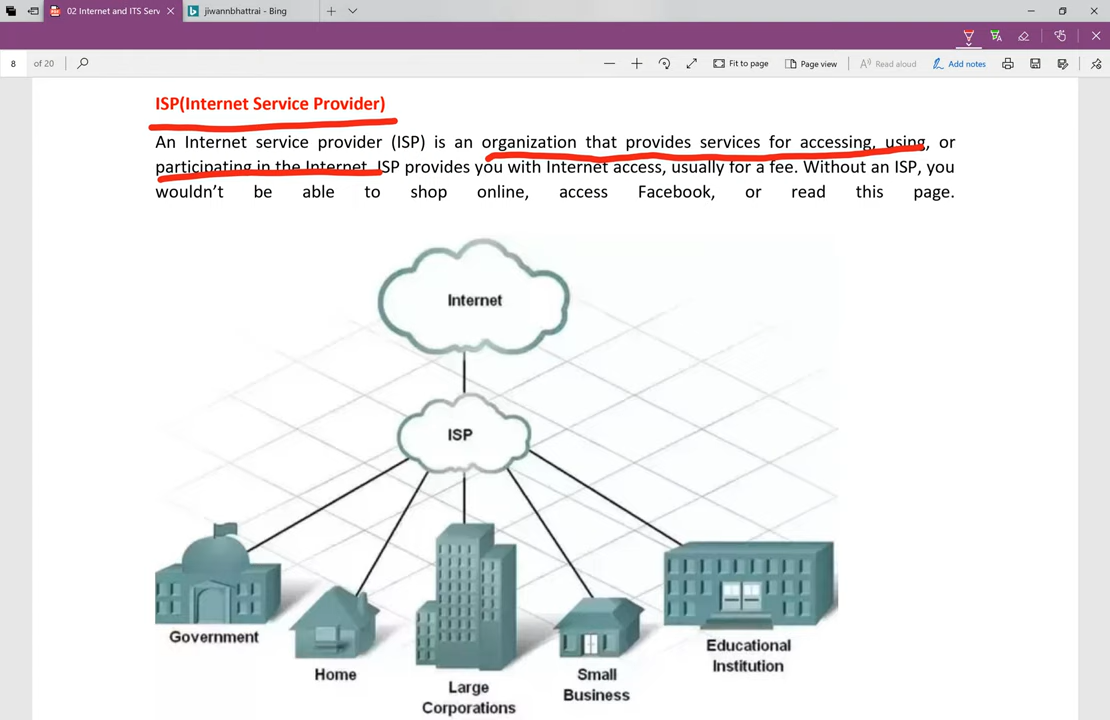 02 Internet and ITS Serv
jiwannbhattrai - Bing
8 of 20
Fit to page
Page view
Read aloud
Add notes
ISP(Internet Service Provider)
An Internet service provider (ISP) is an organization that provides services for accessing, using, or
participating in the Internet. ISP provides you with Internet access, usually for a fee. Without an ISP, you
wouldn't be able to shop online, access Facebook, or read this page.
Internet
ISP
Government
Home
Large
Corporations
Small
Business
Educational
Institution